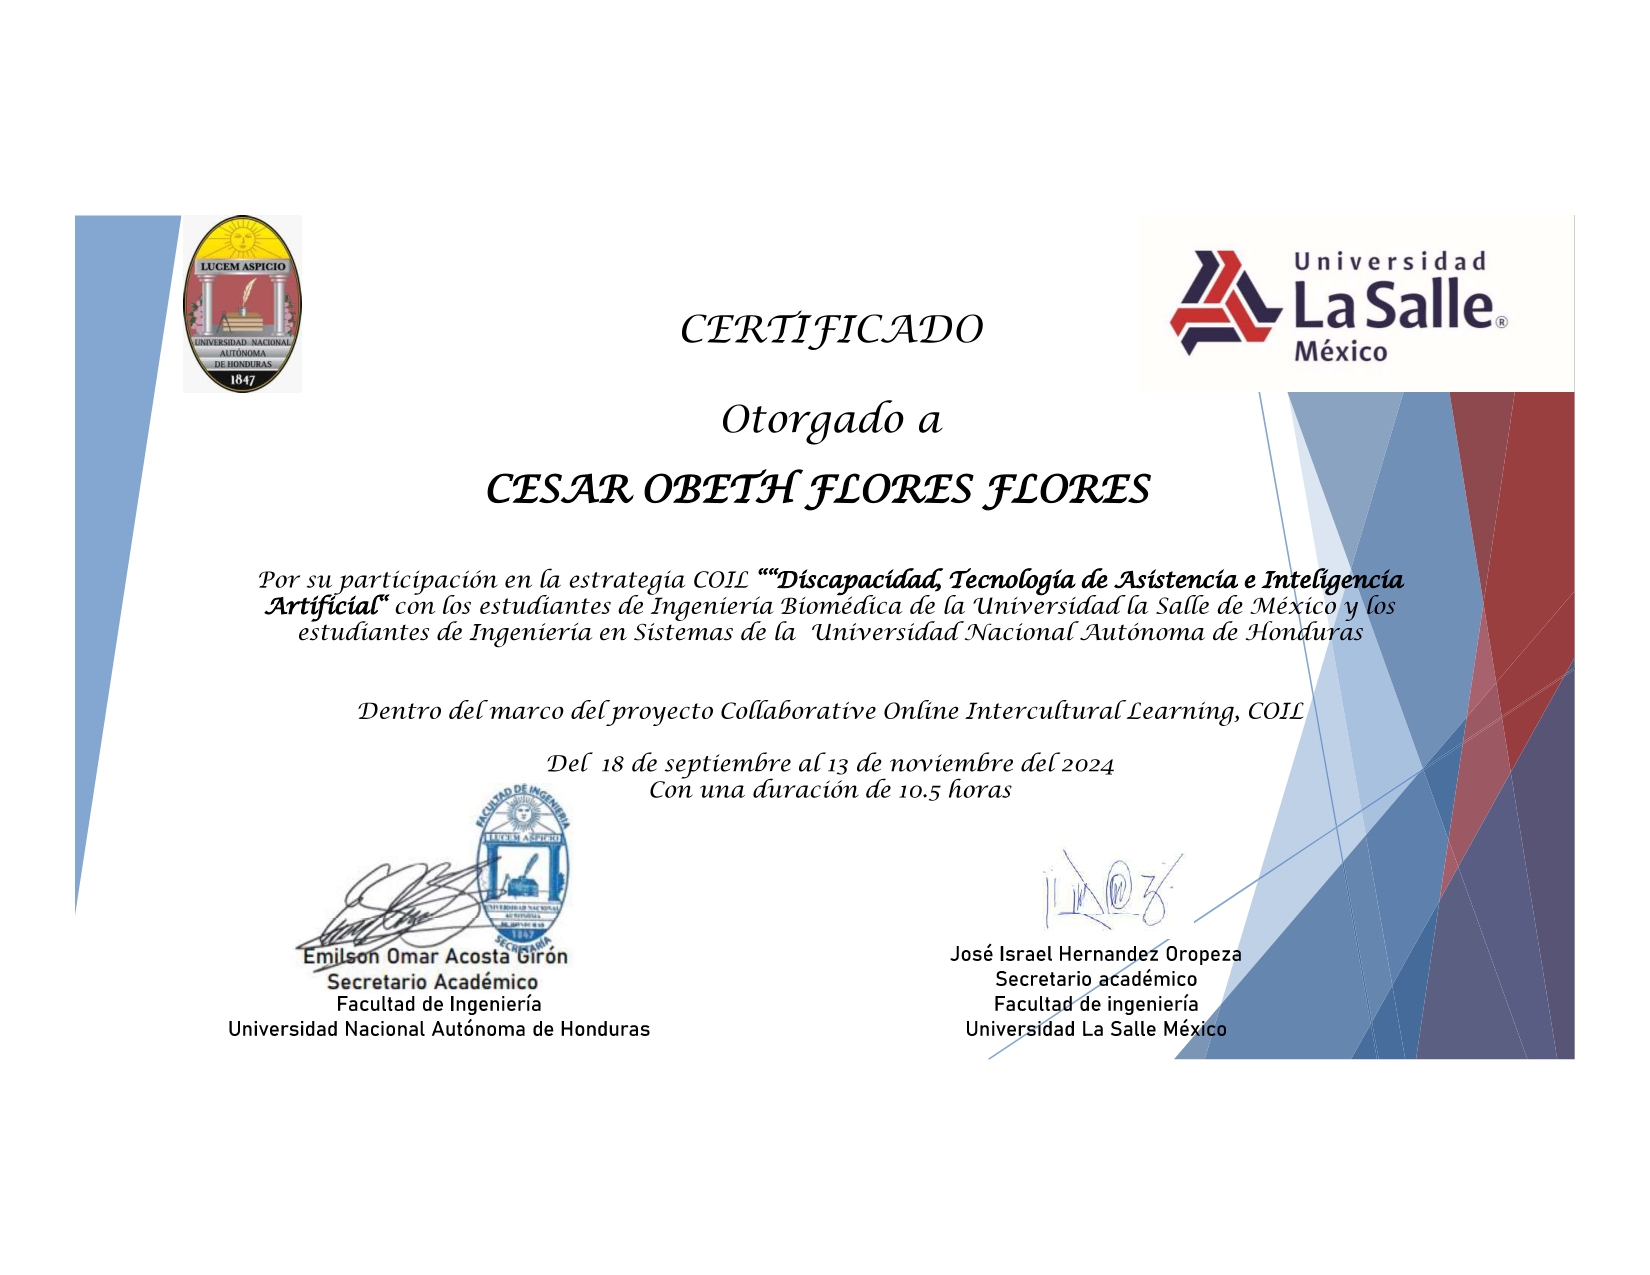 LUCEM ASPICIO
UNIVERSIDAD NACIONAL
AUTÓNOMA
DE HONDURAS
1847
Universidad
La Salle®
México
CERTIFICADO
Otorgado a
CESAR OBETH FLORES FLORES
Por su participación en la estrategia COIL ““Discapacidad, Tecnología de Asistencia e Inteligencia
Artificial“ con los estudiantes de Ingeniería Biomédica de la Universidad la Salle de México y los
estudiantes de Ingeniería en Sistemas de la Universidad Nacional Autónoma de Honduras
Dentro del marco del proyecto Collaborative Online Intercultural Learning, COIL
Del 18 de septiembre al 13 de noviembre del 2024
Con una duración de 10.5 horas
FACULTAD DE INGENIERÍA
LUCEM ASPICIO
UNIVERSIDAD NACIONAL
AUTONOMA
DE HONDURAS
1847
SECRETARÍA
Emilson Omar Acosta Girón
Secretario Académico
Facultad de Ingeniería
Universidad Nacional Autónoma de Honduras
José Israel Hernandez Oropeza
Secretario académico
Facultad de ingeniería
Universidad La Salle México